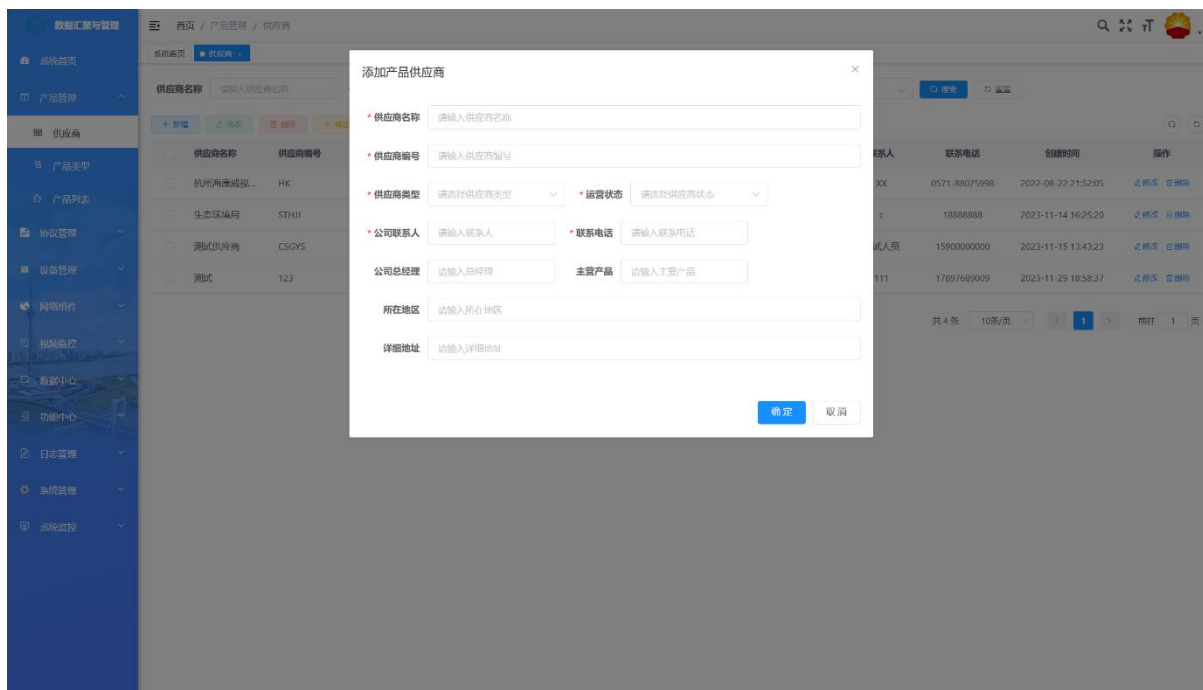 数据汇聚与管理
首页 / 产品管理 / 供应商
系统首页
供应商
系统首页
产品管理
供应商
产品类型
产品列表
协议管理
设备管理
网络组件
视频监控
数据中心
功能中心
日志管理
系统管理
系统监控
供应商名称 请输入供应商名称
搜索 重置
+ 新增 修改 删除
供应商名称 供应商编号 联系电话 创建时间 操作
杭州海康威视... HK XX 0571-88075998 2022-08-22 21:52:05 修改 删除
生态环境局 STHJJ c 18888888 2023-11-14 16:25:20 修改 删除
测试供应商 CSGYS 试人员 15900000000 2023-11-15 13:43:23 修改 删除
测试 123 111 17897689009 2023-11-29 18:58:37 修改 删除
共 4 条 10条/页 < 1 > 前往 1 页
添加产品供应商 ×
* 供应商名称 请输入供应商名称
* 供应商编号 请输入供应商编号
* 供应商类型 请选择供应商类型 * 运营状态 请选择供应商状态
* 公司联系人 请输入联系人 * 联系电话 请输入联系电话
公司总经理 请输入总经理 主营产品 请输入主要产品
所在地区 请输入所在地区
详细地址 请输入详细地址
确定 取消